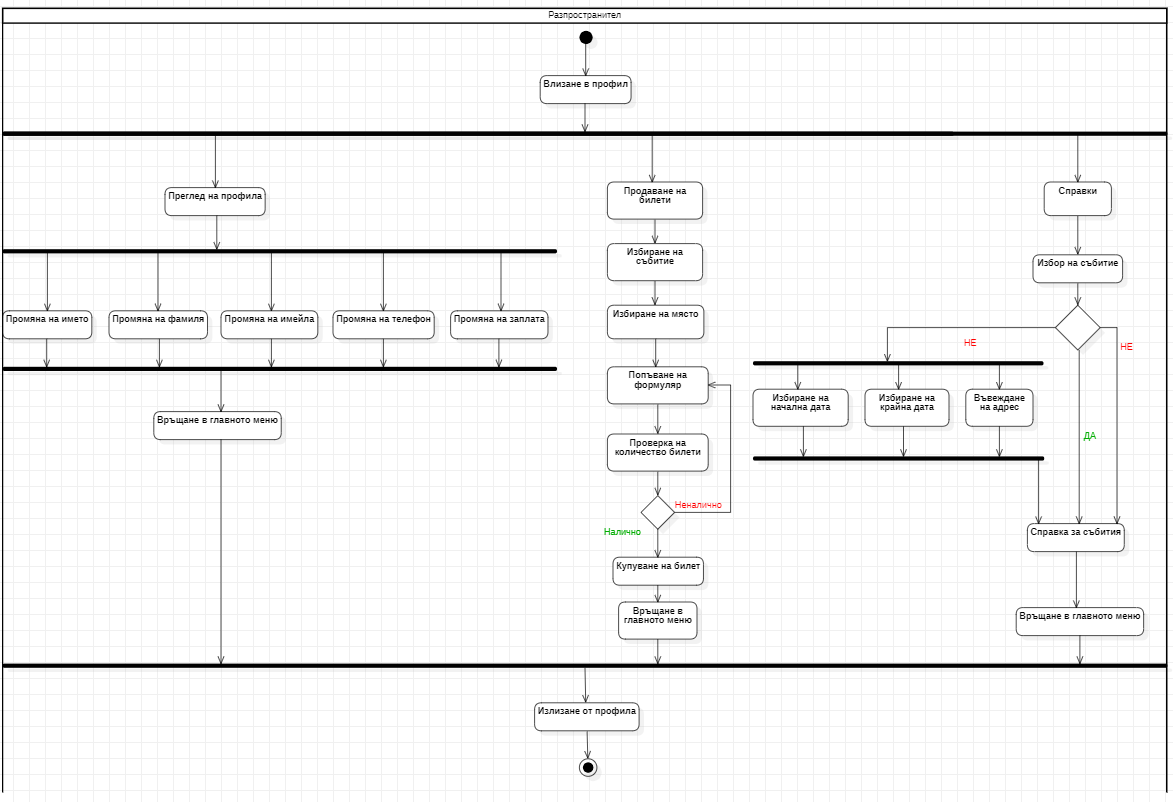 Разпространител
Влизане в профил
Преглед на профила
Продаване на
билети
Справки
Избиране на
събитие
Избор на събитие
Промяна на името
Промяна на фамиля
Промяна на имейла
Промяна на телефон
Промяна на заплата
Избиране на място
НЕ
НЕ
Попъване на
формуляр
Избиране на
начална дата
Избиране на
крайна дата
Въвеждане
на адрес
Връщане в главното меню
Проверка на
количество билети
ДА
Неналично
Налично
Справка за събития
Купуване на билет
Връщане в
главното меню
Връщане в главното меню
Излизане от профила